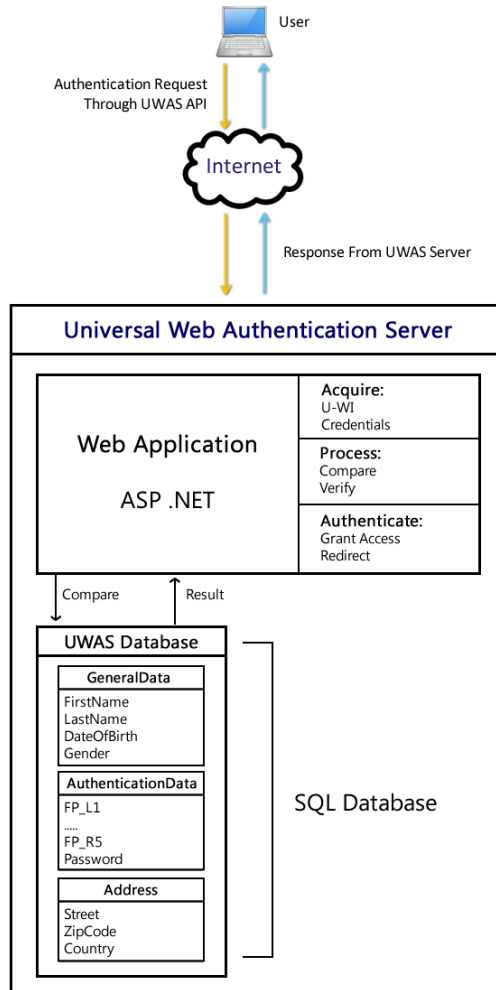 User
Authentication Request
Through UWAS API
Internet
Response From UWAS Server
Universal Web Authentication Server
Web Application
ASP .NET
Acquire:
U-WI
Credentials
Process:
Compare
Verify
Authenticate:
Grant Access
Redirect
Compare
Result
UWAS Database
GeneralData
FirstName
LastName
DateOfBirth
Gender
AuthenticationData
FP_L1
.....
FP_R5
Password
Address
Street
ZipCode
Country
SQL Database